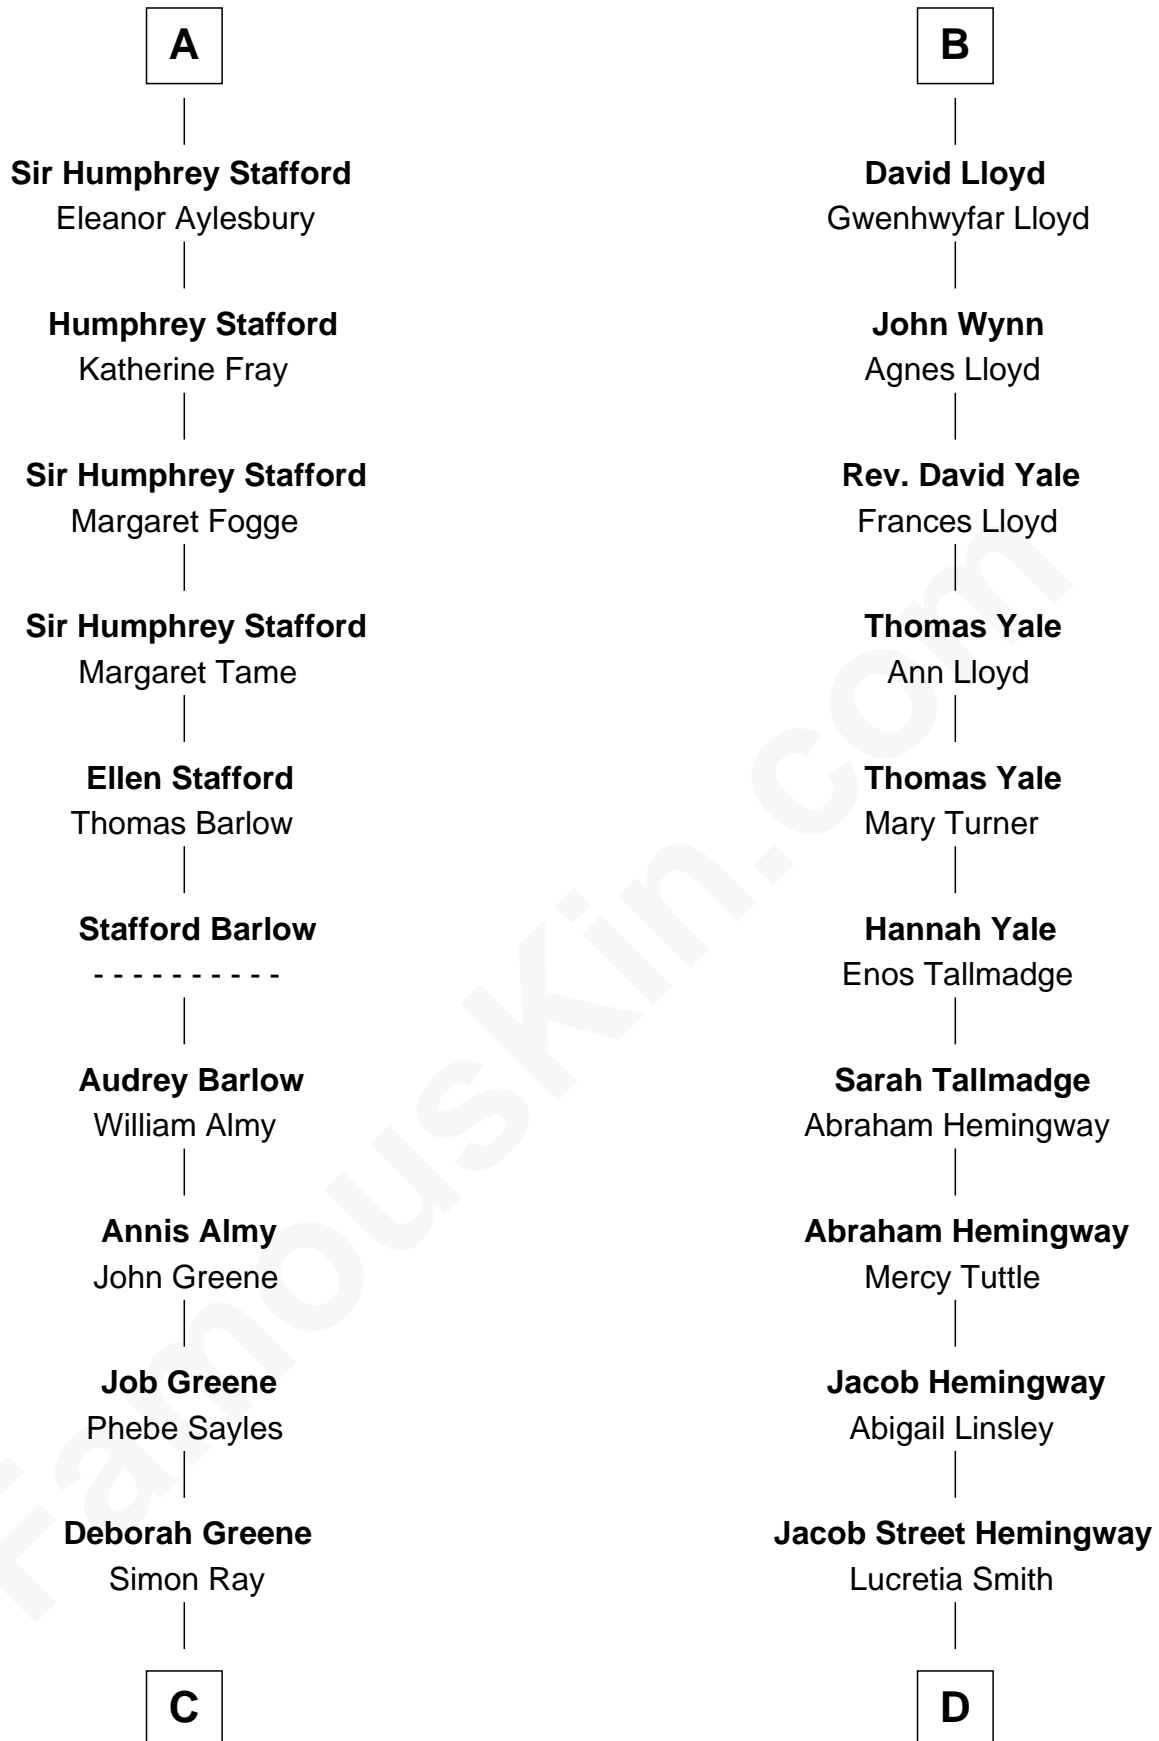 A
Sir Humphrey Stafford
Eleanor Aylesbury
Humphrey Stafford
Katherine Fray
Sir Humphrey Stafford
Margaret Fogge
Sir Humphrey Stafford
Margaret Tame
Ellen Stafford
Thomas Barlow
Stafford Barlow
- - - - - - - - - -
Audrey Barlow
William Almy
Annis Almy
John Greene
Job Greene
Phebe Sayles
Deborah Greene
Simon Ray
C
B
David Lloyd
Gwenhwyfar Lloyd
John Wynn
Agnes Lloyd
Rev. David Yale
Frances Lloyd
Thomas Yale
Ann Lloyd
Thomas Yale
Mary Turner
Hannah Yale
Enos Tallmadge
Sarah Tallmadge
Abraham Hemingway
Abraham Hemingway
Mercy Tuttle
Jacob Hemingway
Abigail Linsley
Jacob Street Hemingway
Lucretia Smith
D
FamousKin.com